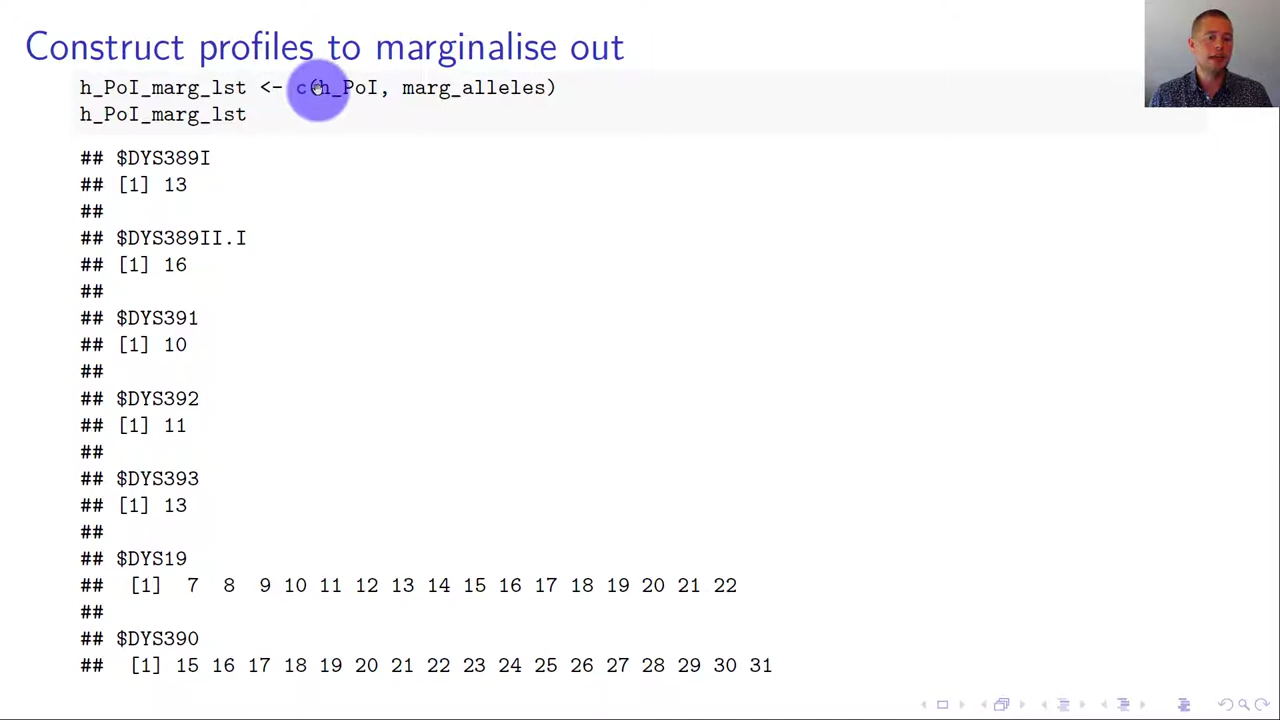 Construct profiles to marginalise out
h_PoI_marg_lst <- c(h_PoI, marg_alleles)
h_PoI_marg_lst
## $DYS389I
## [1] 13
##
## $DYS389II.I
## [1] 16
##
## $DYS391
## [1] 10
##
## $DYS392
## [1] 11
##
## $DYS393
## [1] 13
##
## $DYS19
## [1] 7 8 9 10 11 12 13 14 15 16 17 18 19 20 21 22
##
## $DYS390
## [1] 15 16 17 18 19 20 21 22 23 24 25 26 27 28 29 30 31